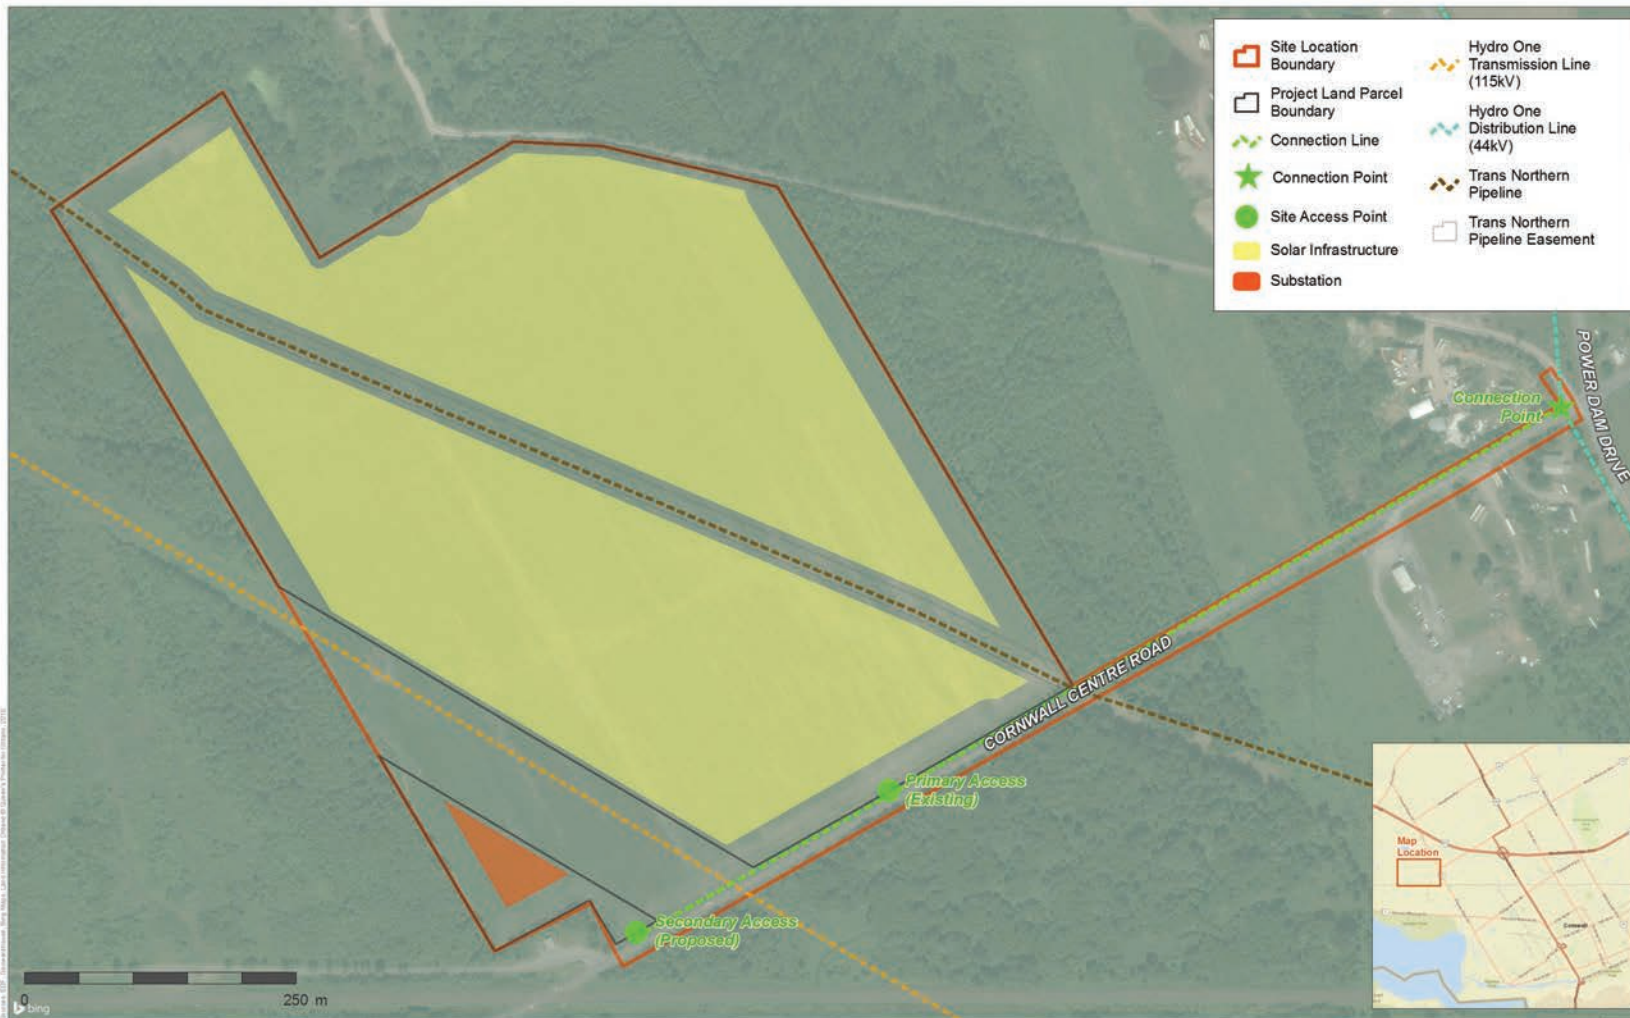 Site Location
Boundary
Project Land Parcel
Boundary
Connection Line
Connection Point
Site Access Point
Solar Infrastructure
Substation
Hydro One
Transmission Line
(115kV)
Hydro One
Distribution Line
(44kV)
Trans Northern
Pipeline
Trans Northern
Pipeline Easement
POWER DAM DRIVE
Connection
Point
CORNWALL CENTRE ROAD
Primary Access
(Existing)
Secondary Access
(Proposed)
Map
Location
Cornwall
0
250 m
bing